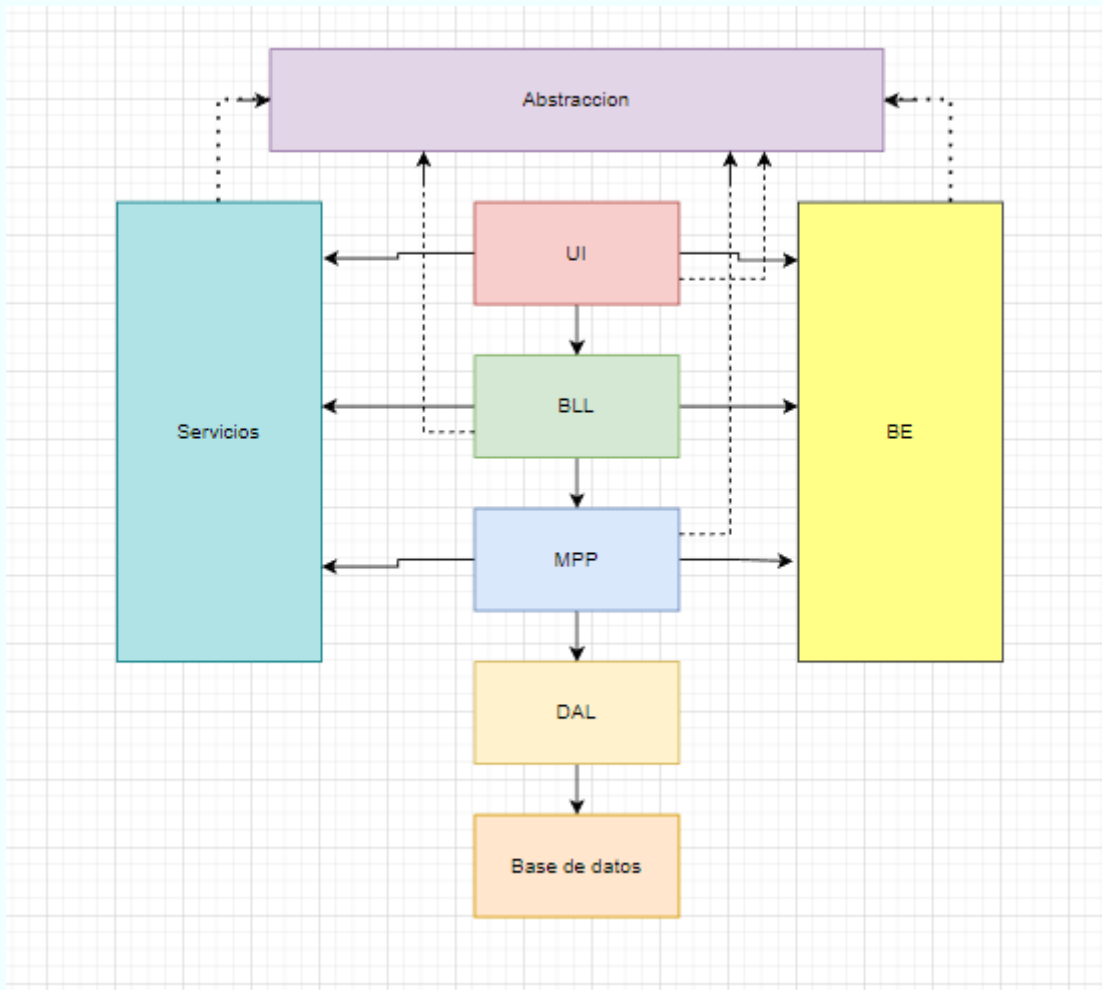 Abstraccion
UI
BLL
Servicios
BE
MPP
DAL
Base de datos